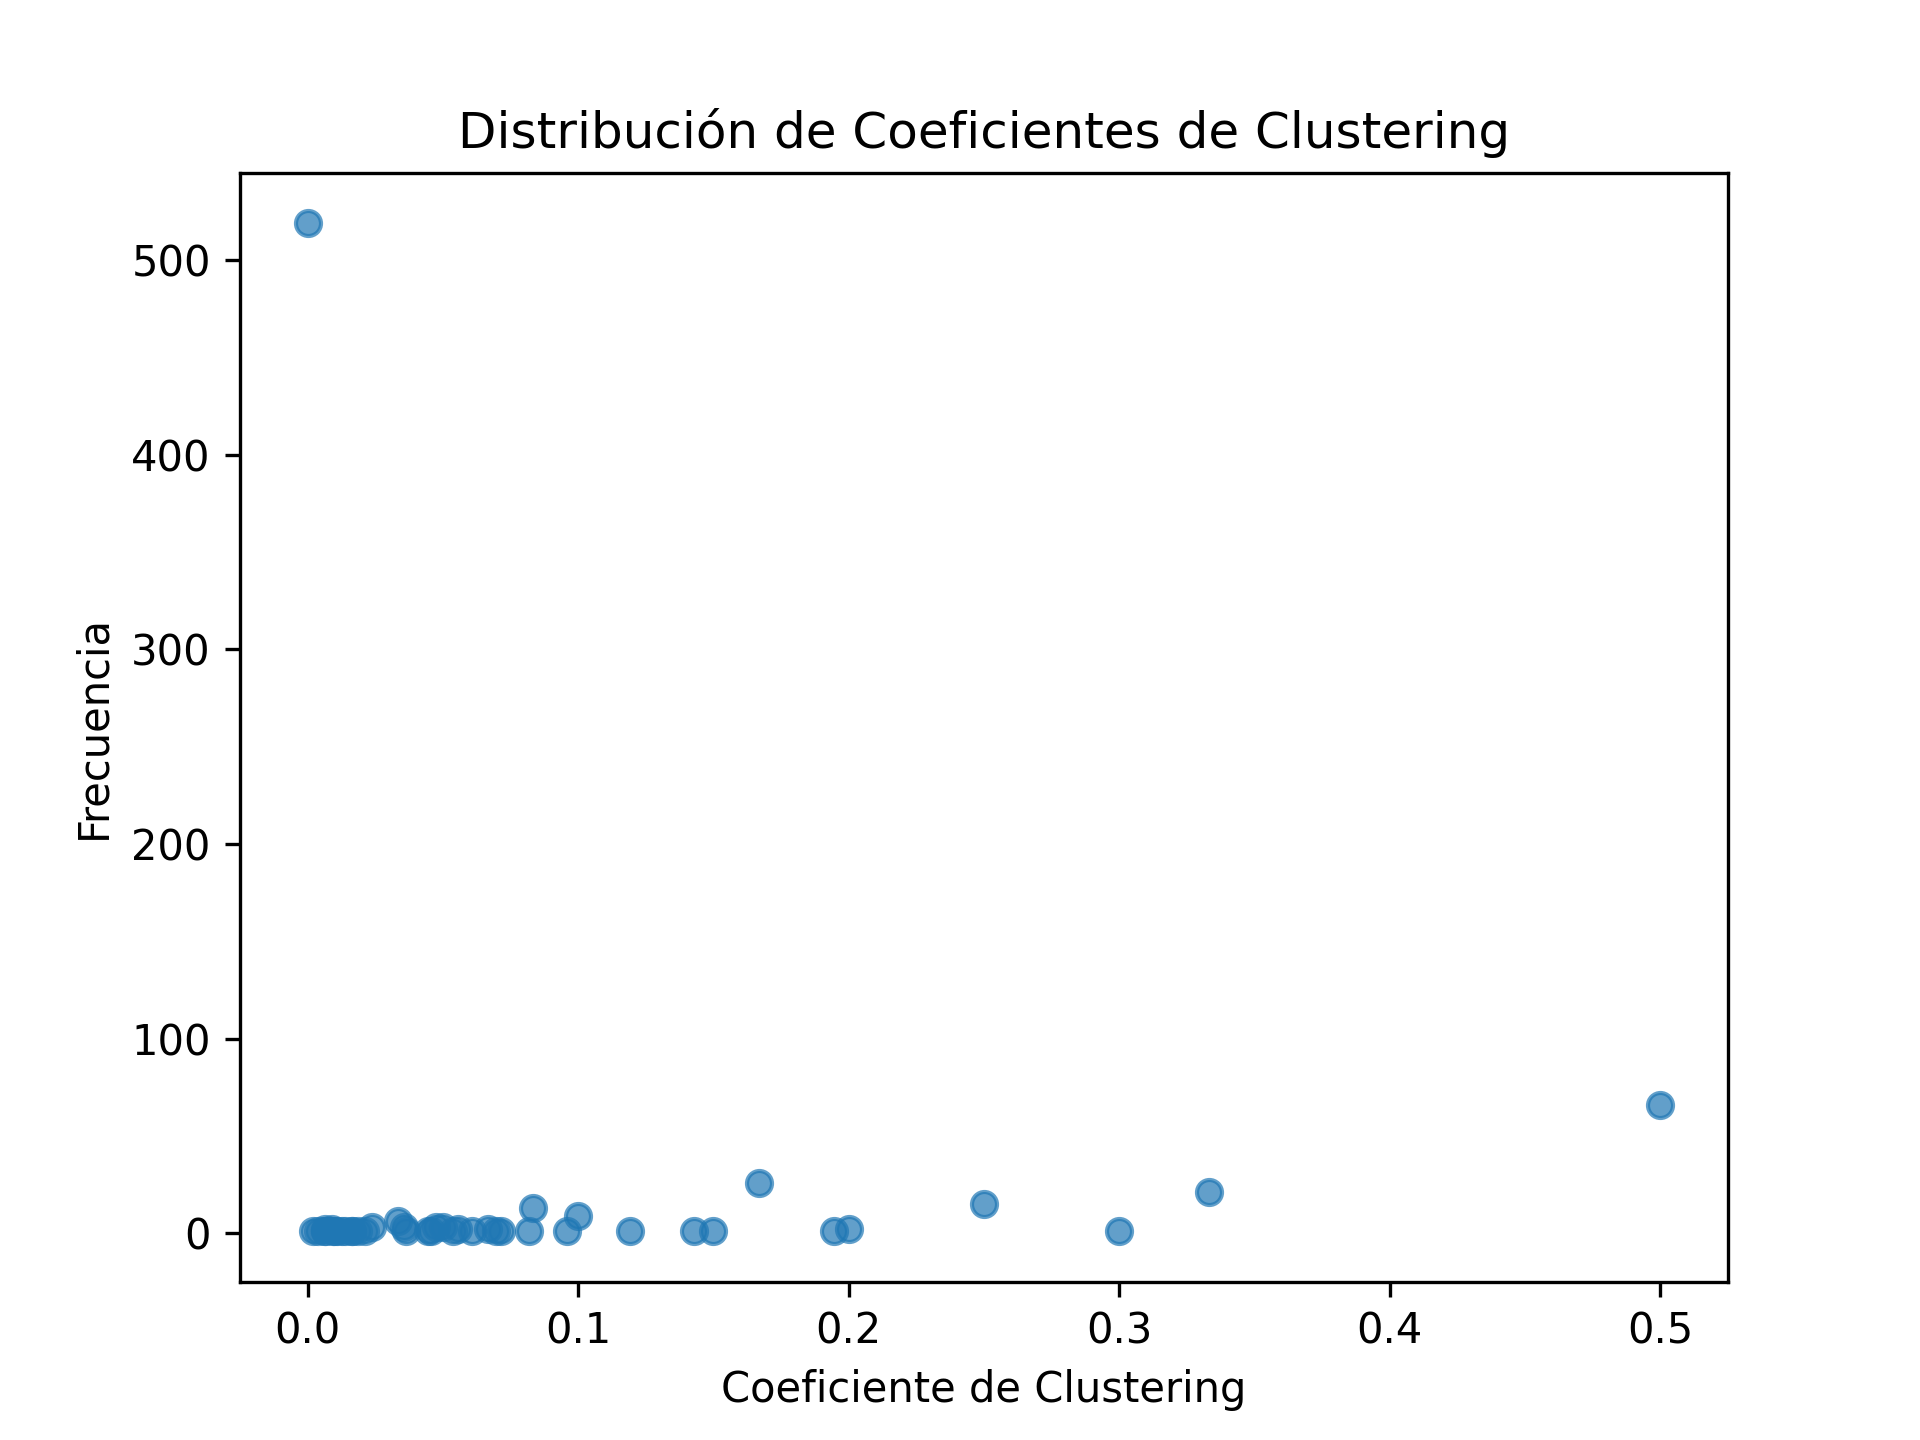 Distribución de Coeficientes de Clustering
Frecuencia
500
400
300
200
100
0
0.0 0.1 0.2 0.3 0.4 0.5
Coeficiente de Clustering